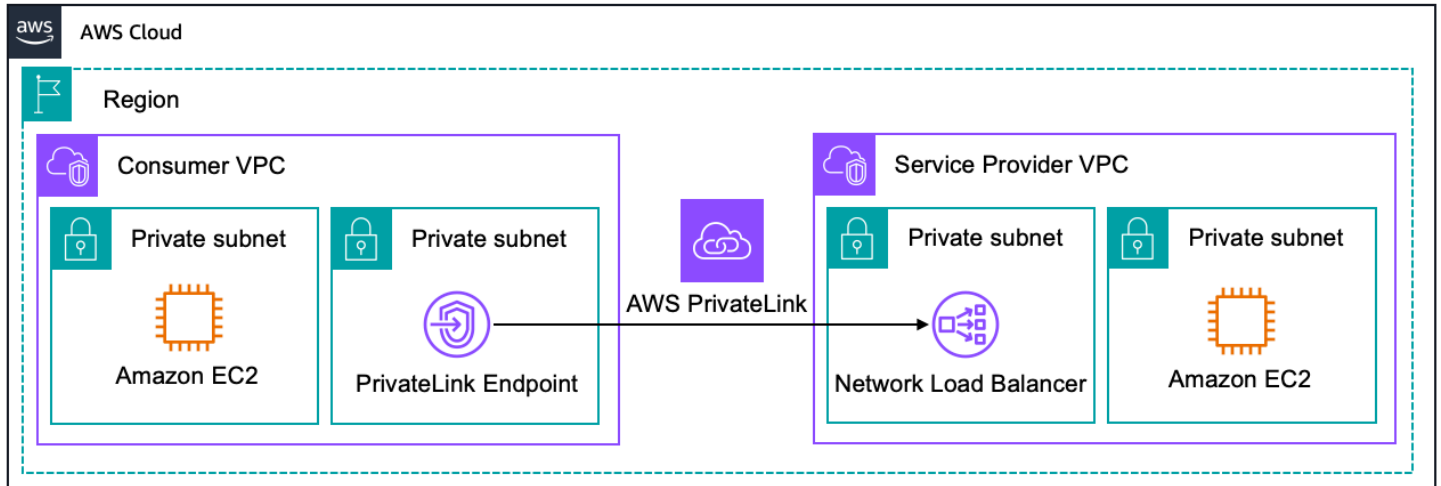 aws
AWS Cloud
Region
Consumer VPC
Service Provider VPC
Private subnet
Private subnet
Private subnet
Private subnet
AWS PrivateLink
Amazon EC2
PrivateLink Endpoint
Network Load Balancer
Amazon EC2